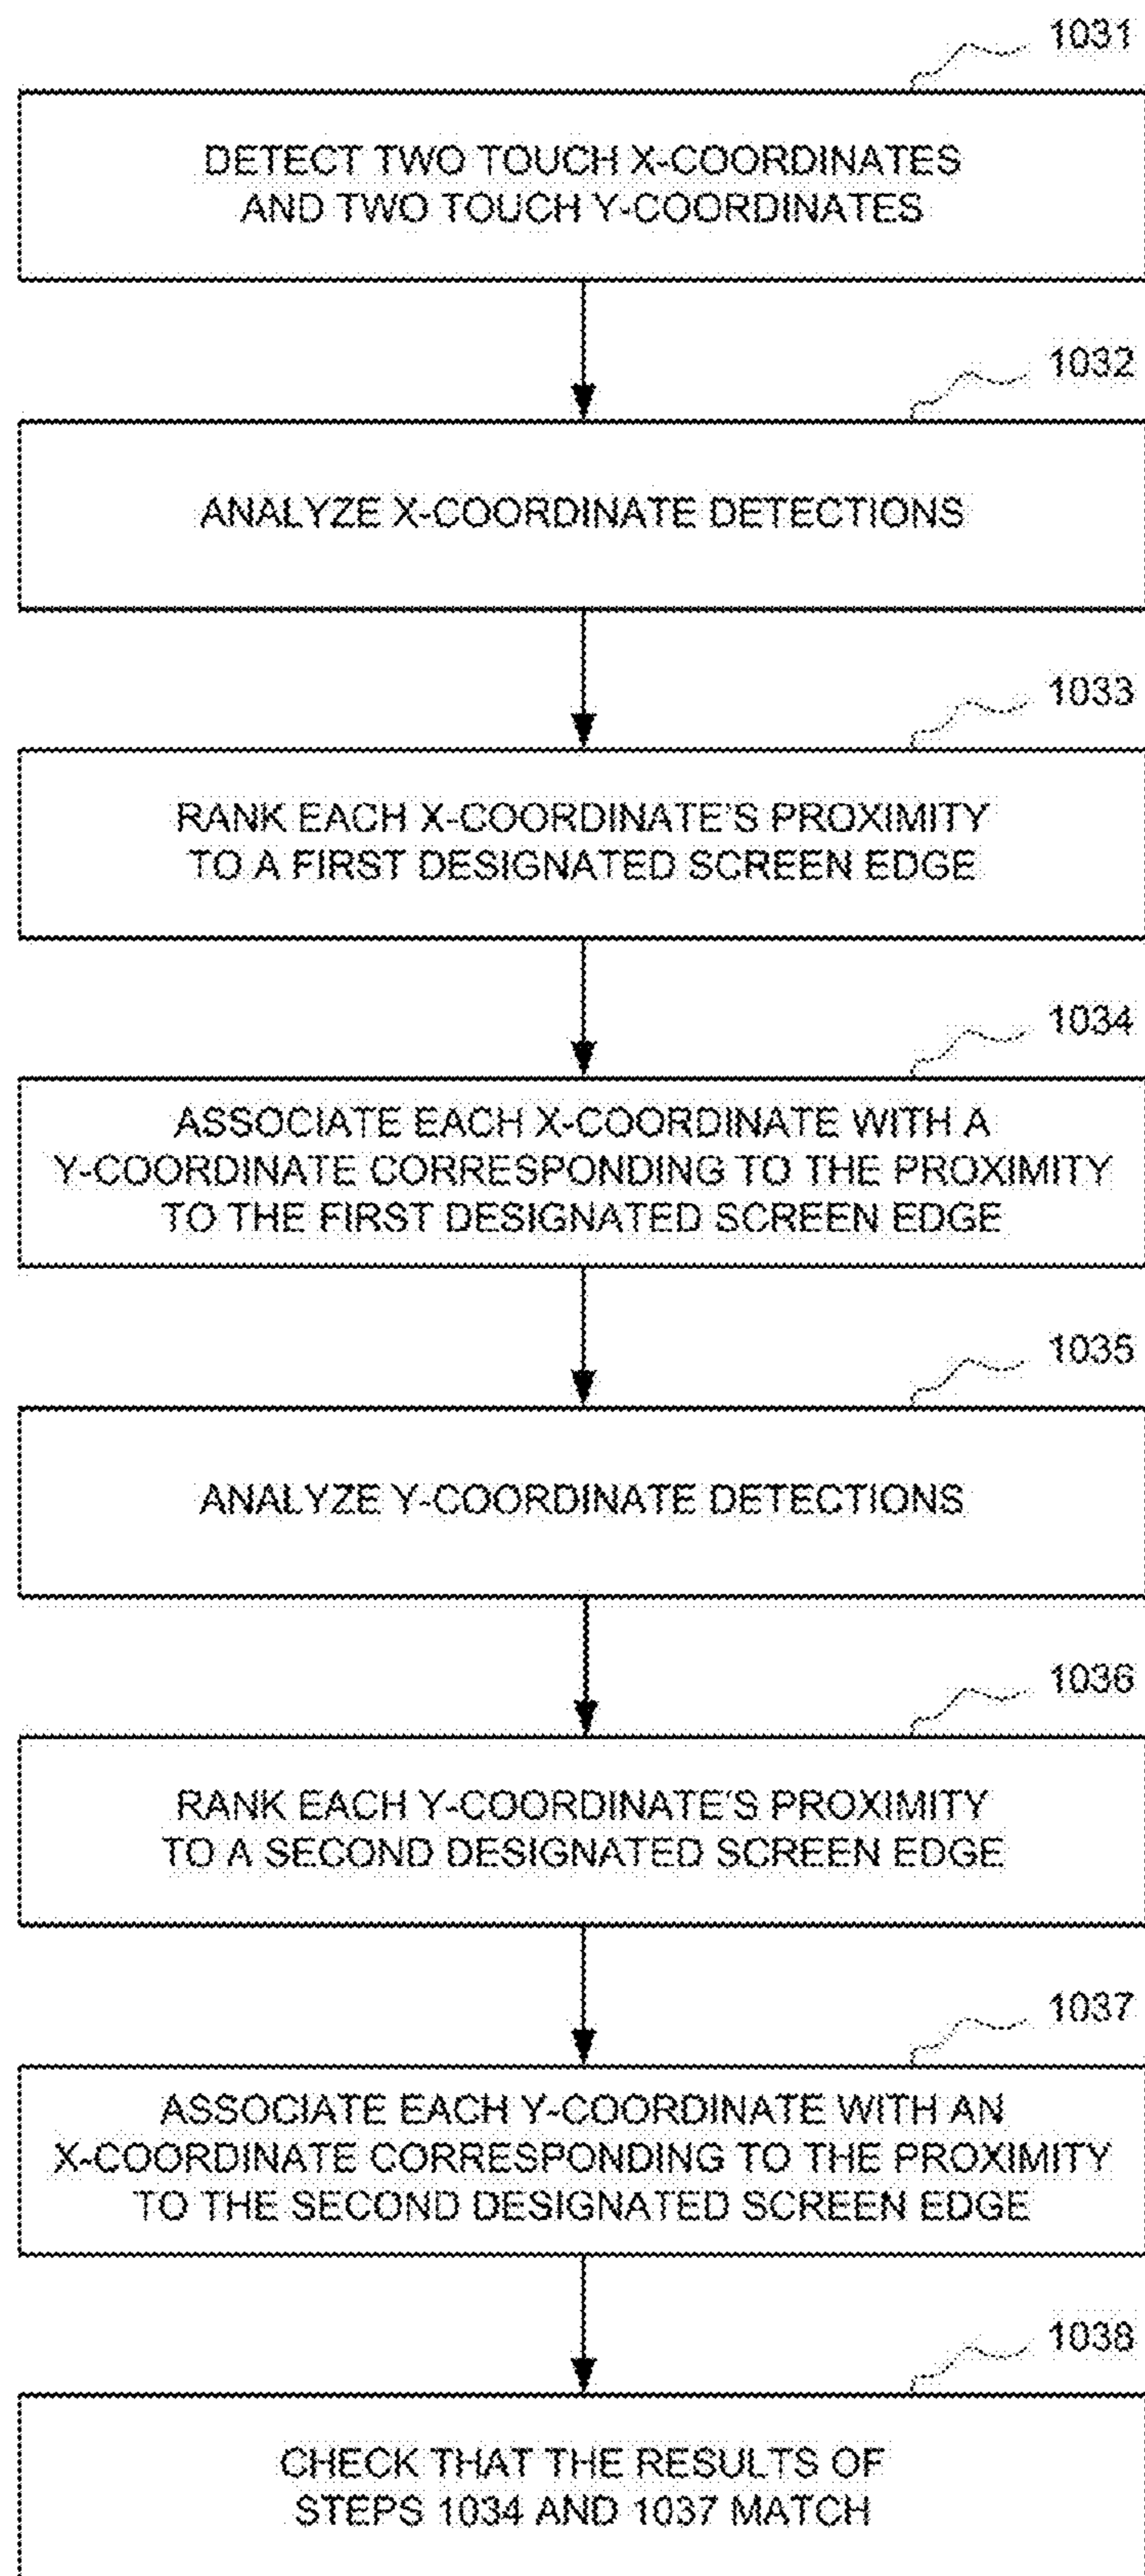 1031
DETECT TWO TOUCH X-COORDINATES
AND TWO TOUCH Y-COORDINATES
1032
ANALYZE X-COORDINATE DETECTIONS
1033
RANK EACH X-COORDINATE'S PROXIMITY
TO A FIRST DESIGNATED SCREEN EDGE
1034
ASSOCIATE EACH X-COORDINATE WITH A
Y-COORDINATE CORRESPONDING TO THE PROXIMITY
TO THE FIRST DESIGNATED SCREEN EDGE
1035
ANALYZE Y-COORDINATE DETECTIONS
1036
RANK EACH Y-COORDINATE'S PROXIMITY
TO A SECOND DESIGNATED SCREEN EDGE
1037
ASSOCIATE EACH Y-COORDINATE WITH AN
X-COORDINATE CORRESPONDING TO THE PROXIMITY
TO THE SECOND DESIGNATED SCREEN EDGE
1038
CHECK THAT THE RESULTS OF
STEPS 1034 AND 1037 MATCH